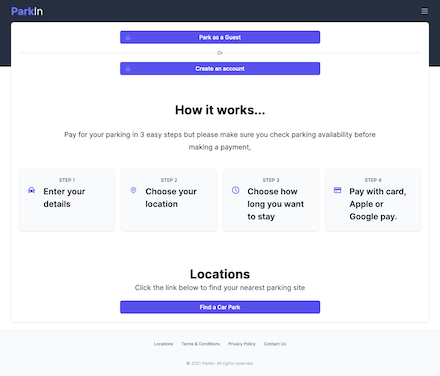 ParkIn
Park as a Guest
Or
Create an account
How it works...
Pay for your parking in 3 easy steps but please make sure you check parking availability before
making a payment,
STEP 1
Enter your
details
STEP 2
Choose your
location
STEP 3
Choose how
long you want
to stay
STEP 4
Pay with card,
Apple or
Google pay.
Locations
Click the link below to find your nearest parking site
Find a Car Park
Locations Terms & Conditions Privacy Policy Contact Us
© 2021 ParkIn. All rights reserved.